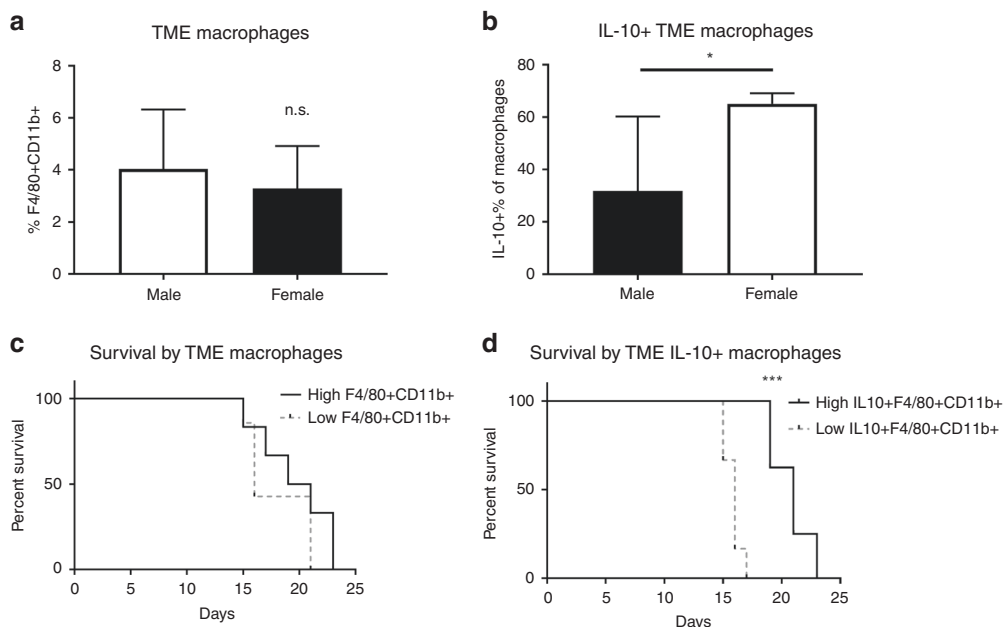 a
TME macrophages
% F4/80+CD11b+
8
6
4
2
0
n.s.
Male
Female
b
IL-10+ TME macrophages
IL-10+% of macrophages
80
60
40
20
0
*
Male
Female
c
Survival by TME macrophages
Percent survival
100
50
0
High F4/80+CD11b+
Low F4/80+CD11b+
0 5 10 15 20 25
Days
d
Survival by TME IL-10+ macrophages
***
Percent survival
100
50
0
High IL10+F4/80+CD11b+
Low IL10+F4/80+CD11b+
0 5 10 15 20 25
Days